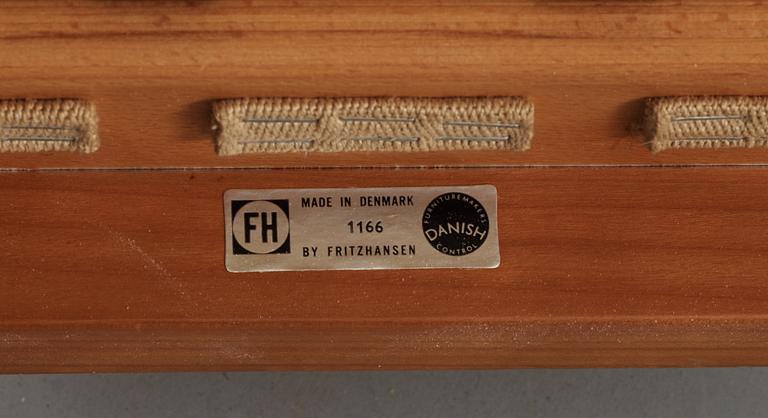 FH
MADE IN DENMARK
1166
BY FRITZHANSEN
FURNITUREMAKERS
DANISH
CONTROL